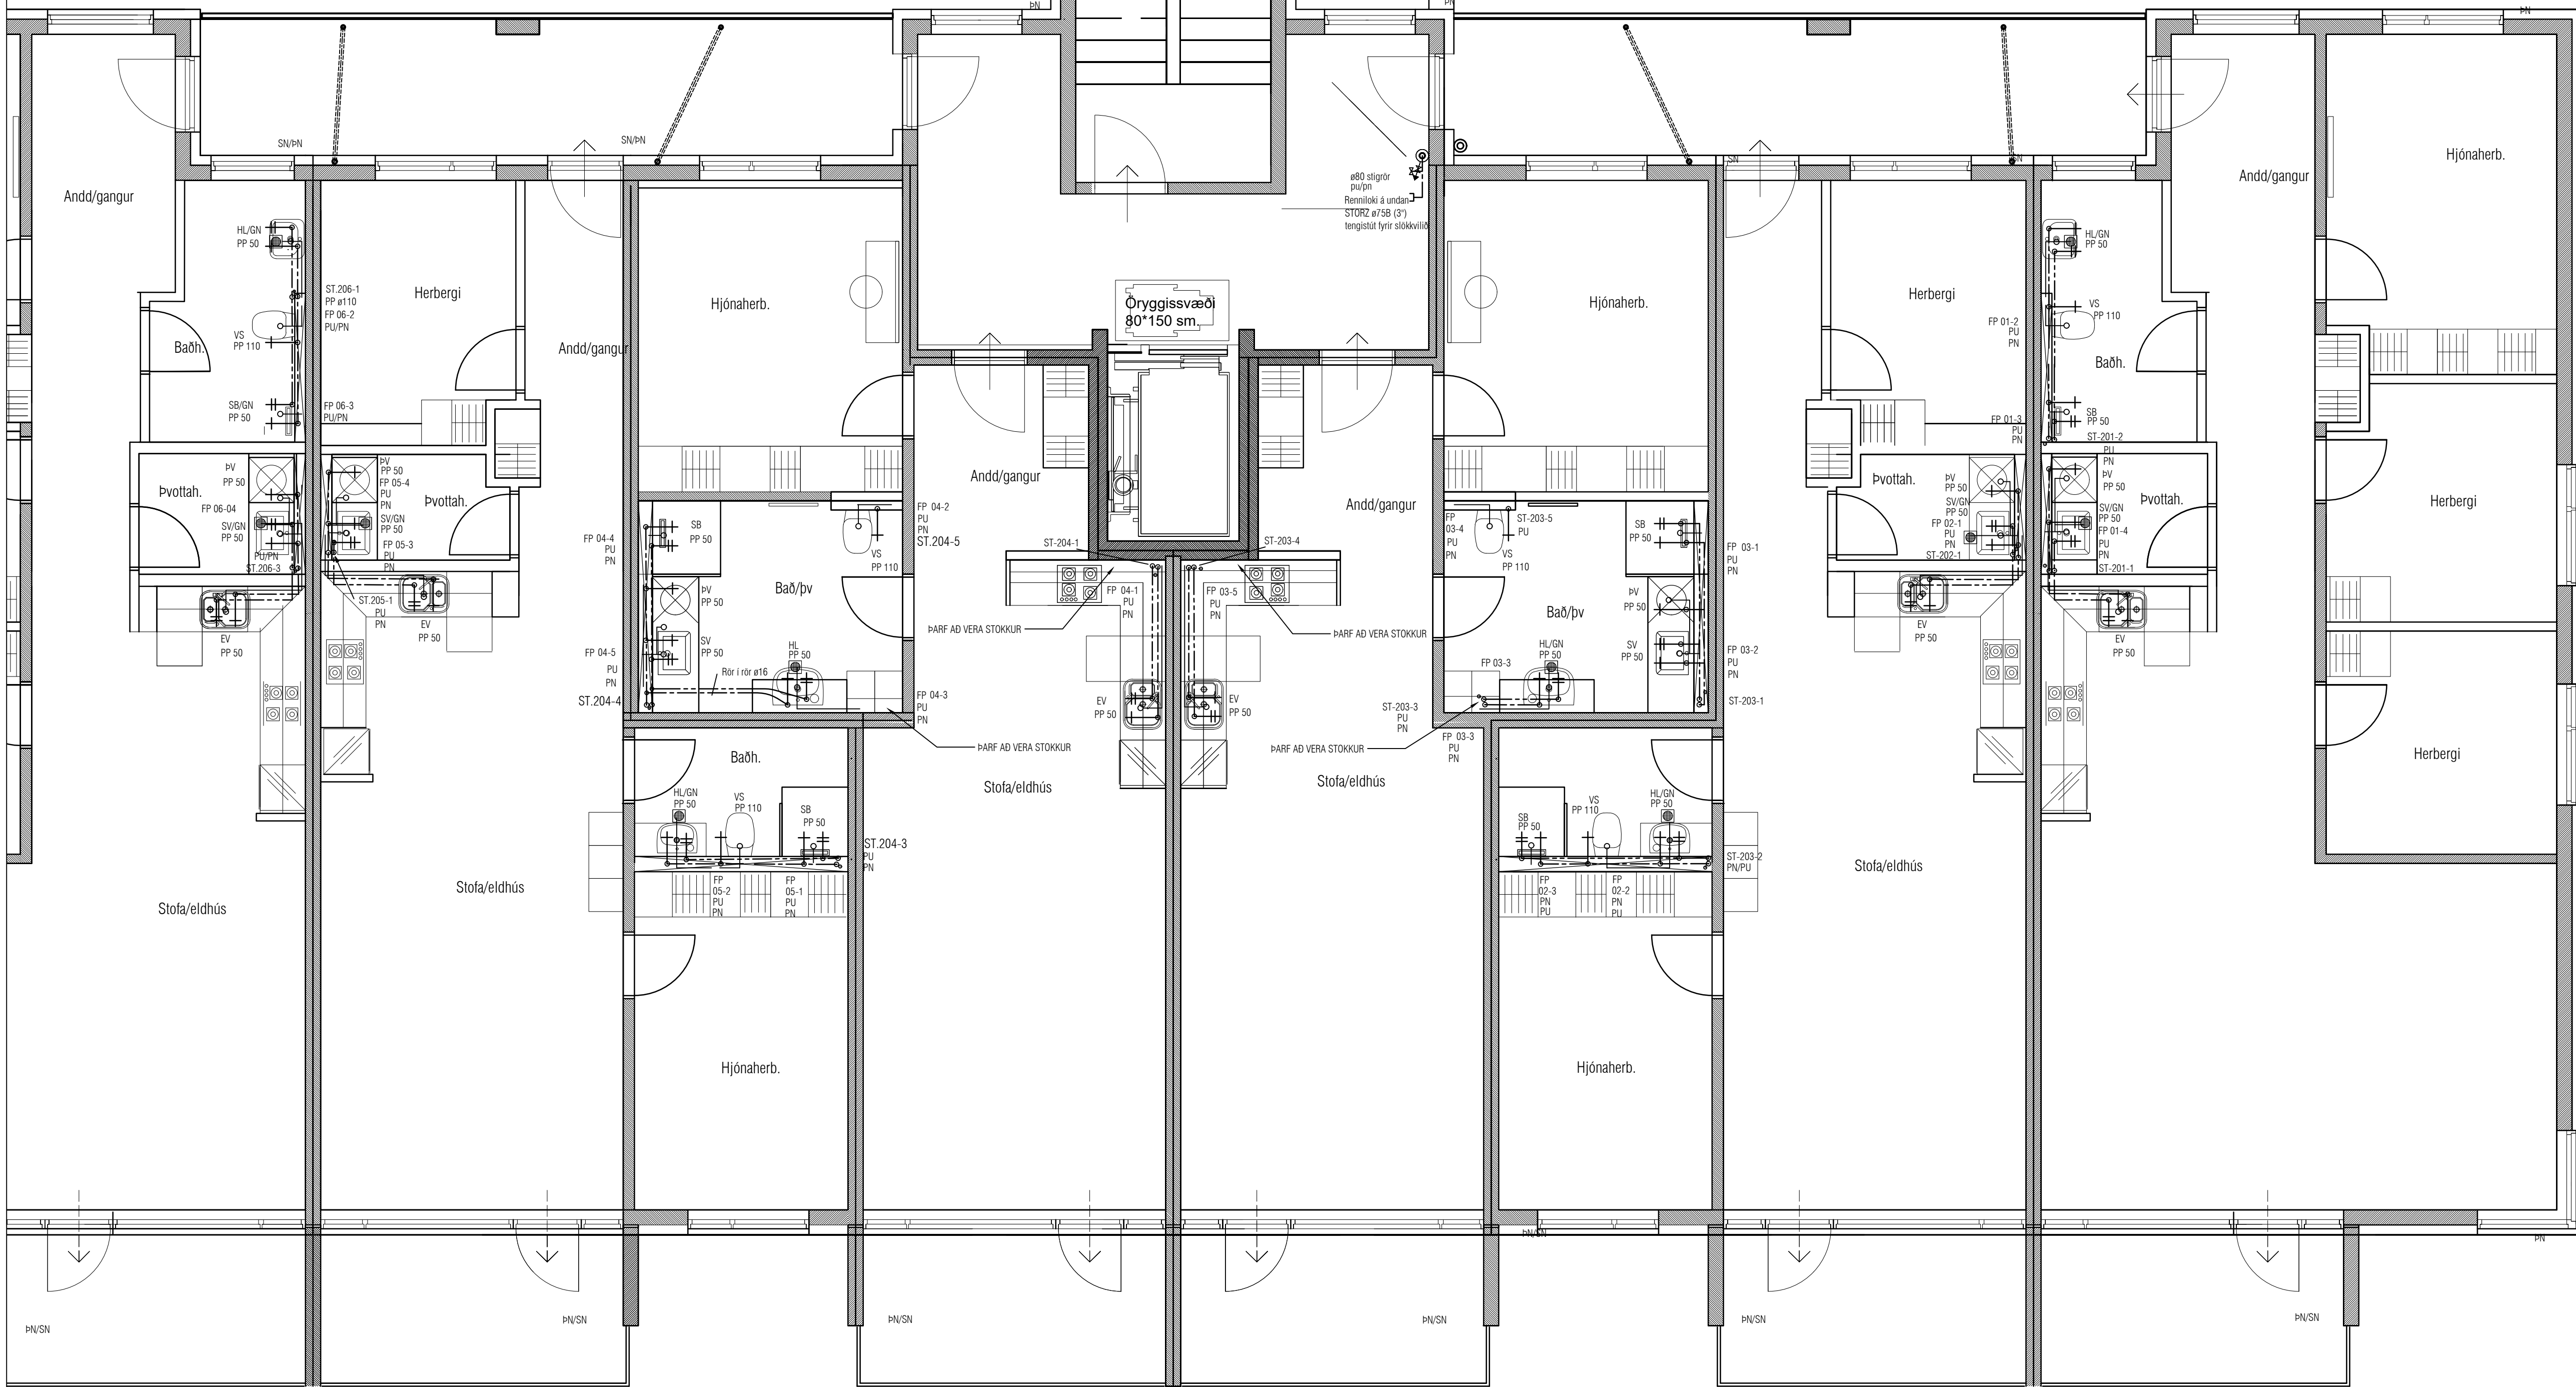 ÞN
ÞN
ÞN
SN/ÞN
SN/ÞN
SN
SN
Andd/gangur
HL/GN
PP 50
VS
PP 110
Baðh.
SB/GN
PP 50
ST.206-1
PP ø110
FP 06-2
PU/PN
Herbergi
FP 06-3
PU/PN
Andd/gangur
Hjónaherb.
ÞV
PP 50
Þvottah.
FP 06-04
SV/GN
PP 50
PU/PN
ST.206-3
ÞV
PP 50
FP 05-4
PU
PN
SV/GN
PP 50
FP 05-3
PU
PN
Þvottah.
ST.205-1
PU
PN
EV
PP 50
EV
PP 50
Stofa/eldhús
Stofa/eldhús
FP 04-4
PU
PN
SB
PP 50
ÞV
PP 50
Bað/þv
VS
PP 110
FP 04-5
PU
PN
SV
PP 50
HL
PP 50
Rör í rör ø16
ST.204-4
FP 04-2
PU
PN
ST.204-5
FP 04-3
PU
PN
Baðh.
HL/GN
PP 50
VS
PP 110
SB
PP 50
ST.204-3
PU
PN
FP
05-2
PU
PN
FP
05-1
PU
PN
Hjónaherb.
Andd/gangur
ST-204-1
FP 04-1
PU
PN
ÞARF AÐ VERA STOKKUR
EV
PP 50
ÞARF AÐ VERA STOKKUR
Stofa/eldhús
Öryggissvæði
80*150 sm.
ø80 stigrör
pu/pn
Renniloki á undan
STORZ ø75B (3")
tengistút fyrir slökkvilið
Andd/gangur
ST-203-4
FP 03-5
PU
PN
ÞARF AÐ VERA STOKKUR
EV
PP 50
ÞARF AÐ VERA STOKKUR
Stofa/eldhús
Hjónaherb.
FP
03-4
PU
PN
ST-203-5
PU
VS
PP 110
SB
PP 50
Bað/þv
ÞV
PP 50
HL/GN
PP 50
SV
PP 50
FP 03-3
ST-203-3
PU
PN
FP 03-3
PU
PN
FP 03-1
PU
PN
FP 03-2
PU
PN
ST-203-1
SB
PP 50
VS
PP 110
HL/GN
PP 50
ST-203-2
PN/PU
FP
02-3
PN
PU
FP
02-2
PN
PU
Hjónaherb.
Herbergi
FP 01-2
PU
PN
FP 01-3
PU
PN
Þvottah.
ÞV
PP 50
SV/GN
PP 50
FP 02-1
PU
PN
ST-202-1
EV
PP 50
Stofa/eldhús
HL/GN
PP 50
VS
PP 110
Baðh.
SB
PP 50
ST-201-2
PU
PN
ÞV
PP 50
SV/GN
PP 50
FP 01-4
PU
PN
ST-201-1
Þvottah.
EV
PP 50
Andd/gangur
Hjónaherb.
Herbergi
Herbergi
Stofa/eldhús
ÞN/SN
ÞN
ÞN/SN
ÞN/SN
ÞN/SN
ÞN/SN
ÞN/SN
ÞN/SN